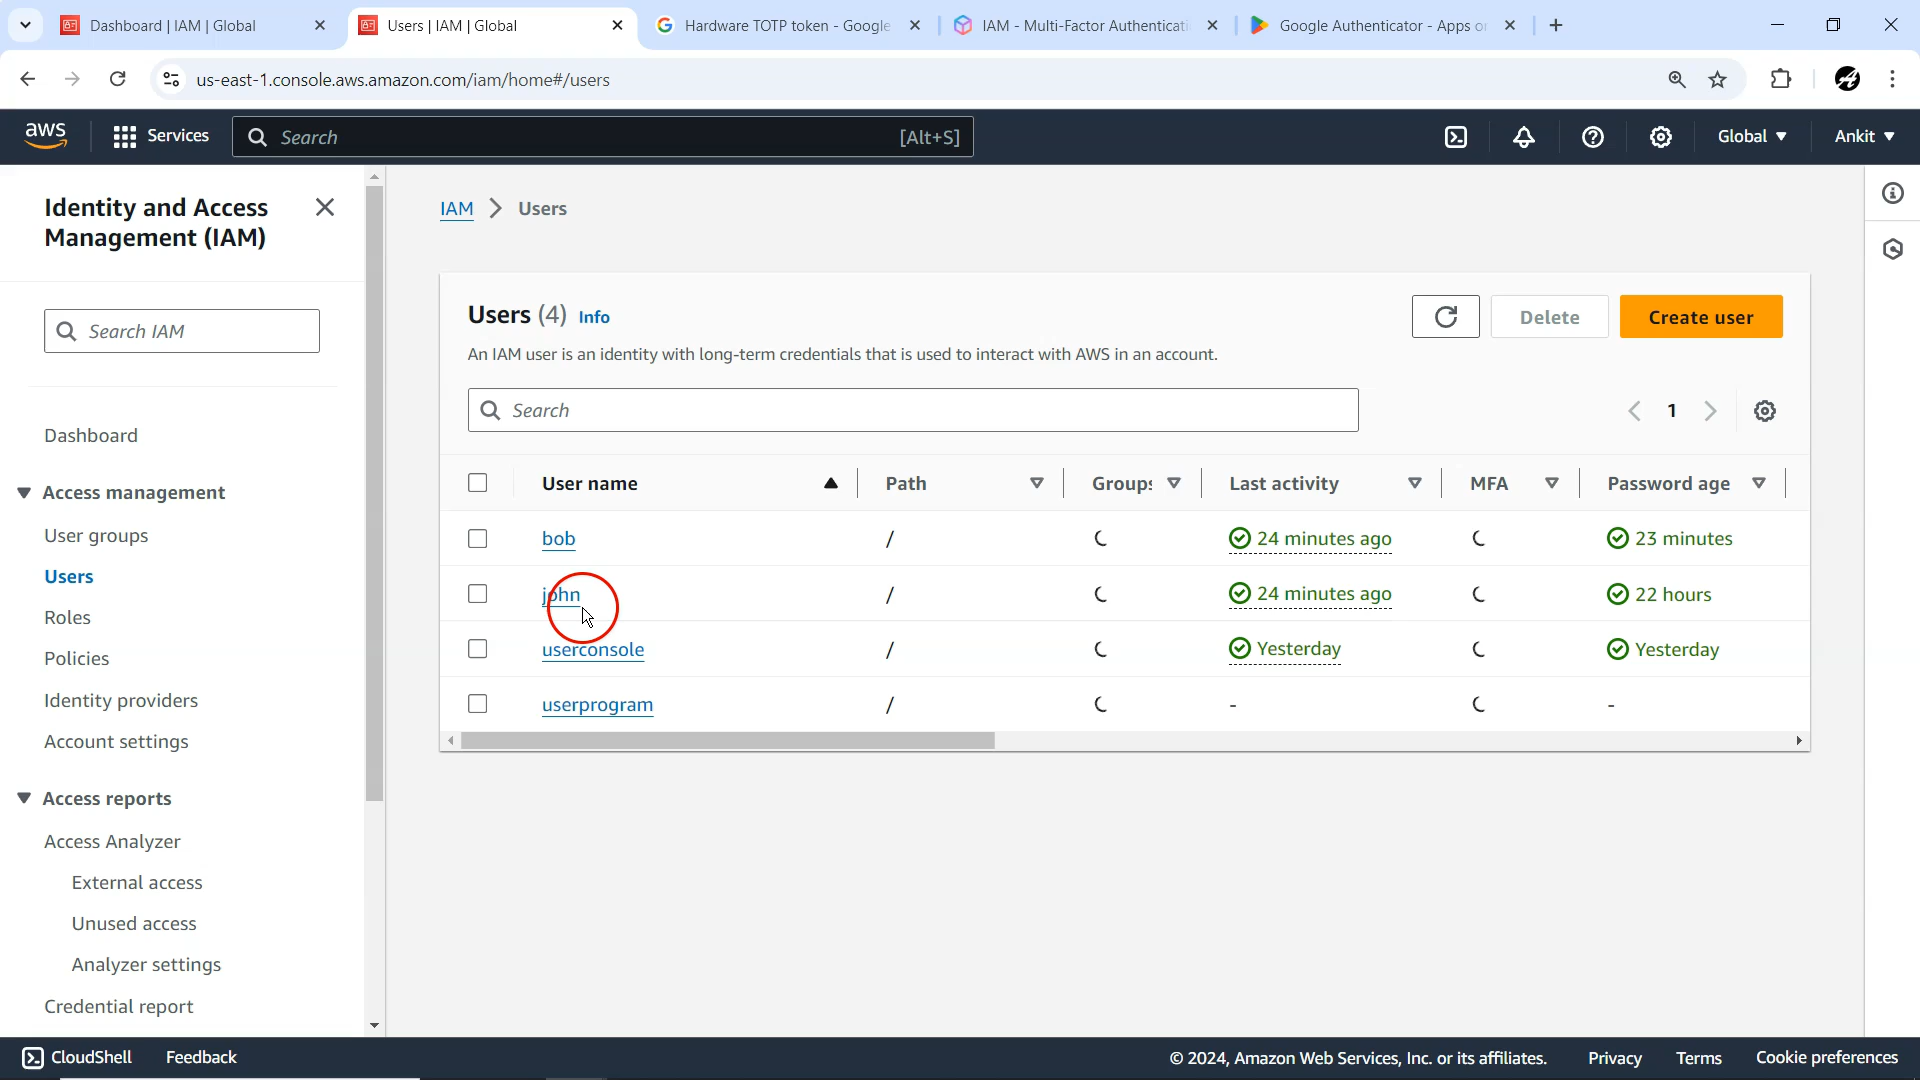 Dashboard | IAM | Global
Users | IAM | Global
Hardware TOTP token - Google
IAM - Multi-Factor Authenticati
Google Authenticator - Apps o
us-east-1.console.aws.amazon.com/iam/home#/users
aws
Services
Search
[Alt+S]
Global
Ankit
Identity and Access
Management (IAM)
Search IAM
Dashboard
Access management
User groups
Users
Roles
Policies
Identity providers
Account settings
Access reports
Access Analyzer
External access
Unused access
Analyzer settings
Credential report
IAM
Users
Users (4) Info
Delete
Create user
An IAM user is an identity with long-term credentials that is used to interact with AWS in an account.
Search
1
User name Path Groups Last activity MFA Password age
bob / 24 minutes ago 23 minutes
john / 24 minutes ago 22 hours
userconsole / Yesterday Yesterday
userprogram / - -
CloudShell
Feedback
© 2024, Amazon Web Services, Inc. or its affiliates.
Privacy
Terms
Cookie preferences